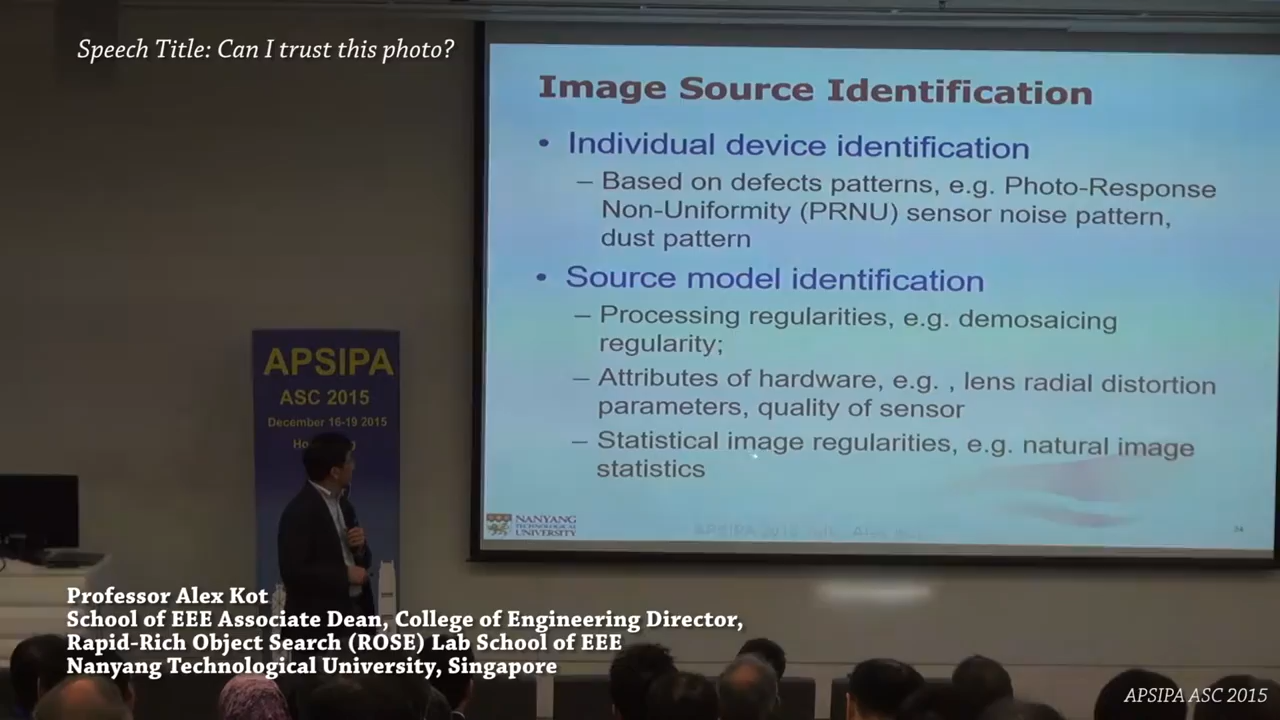 Speech Title: Can I trust this photo?
Image Source Identification
• Individual device identification
– Based on defects patterns, e.g. Photo-Response
Non-Uniformity (PRNU) sensor noise pattern,
dust pattern
• Source model identification
– Processing regularities, e.g. demosaicing
regularity;
– Attributes of hardware, e.g. , lens radial distortion
parameters, quality of sensor
– Statistical image regularities, e.g. natural image
statistics
NANYANG
TECHNOLOGICAL
UNIVERSITY
APSIPA
ASC 2015
December 16-19 2015
Professor Alex Kot
School of EEE Associate Dean, College of Engineering Director,
Rapid-Rich Object Search (ROSE) Lab School of EEE
Nanyang Technological University, Singapore
APSIPA ASC 2015